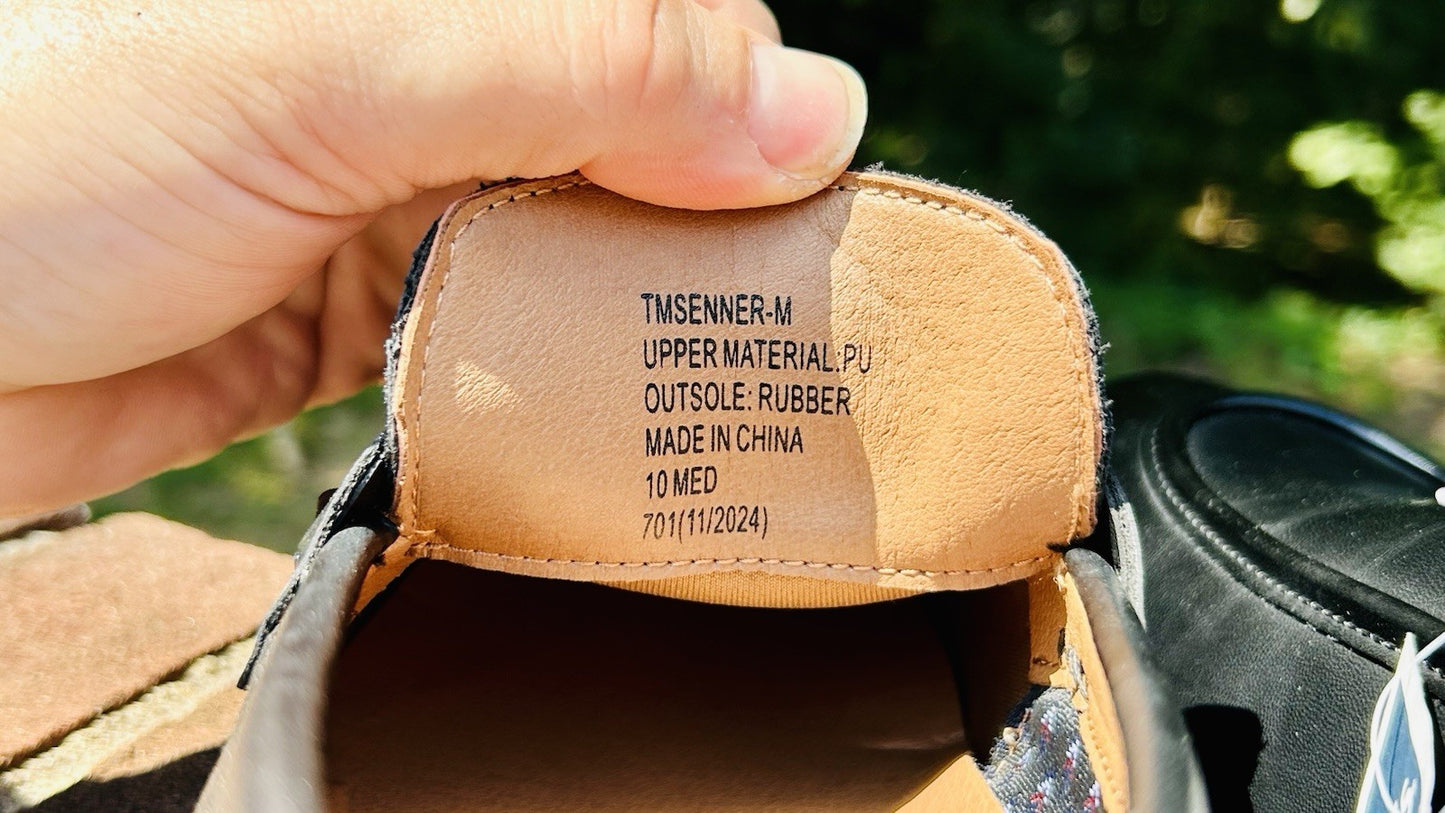 TMSENNER-M
UPPER MATERIAL:PU
OUTSOLE: RUBBER
MADE IN CHINA
10 MED
701(11/2024)